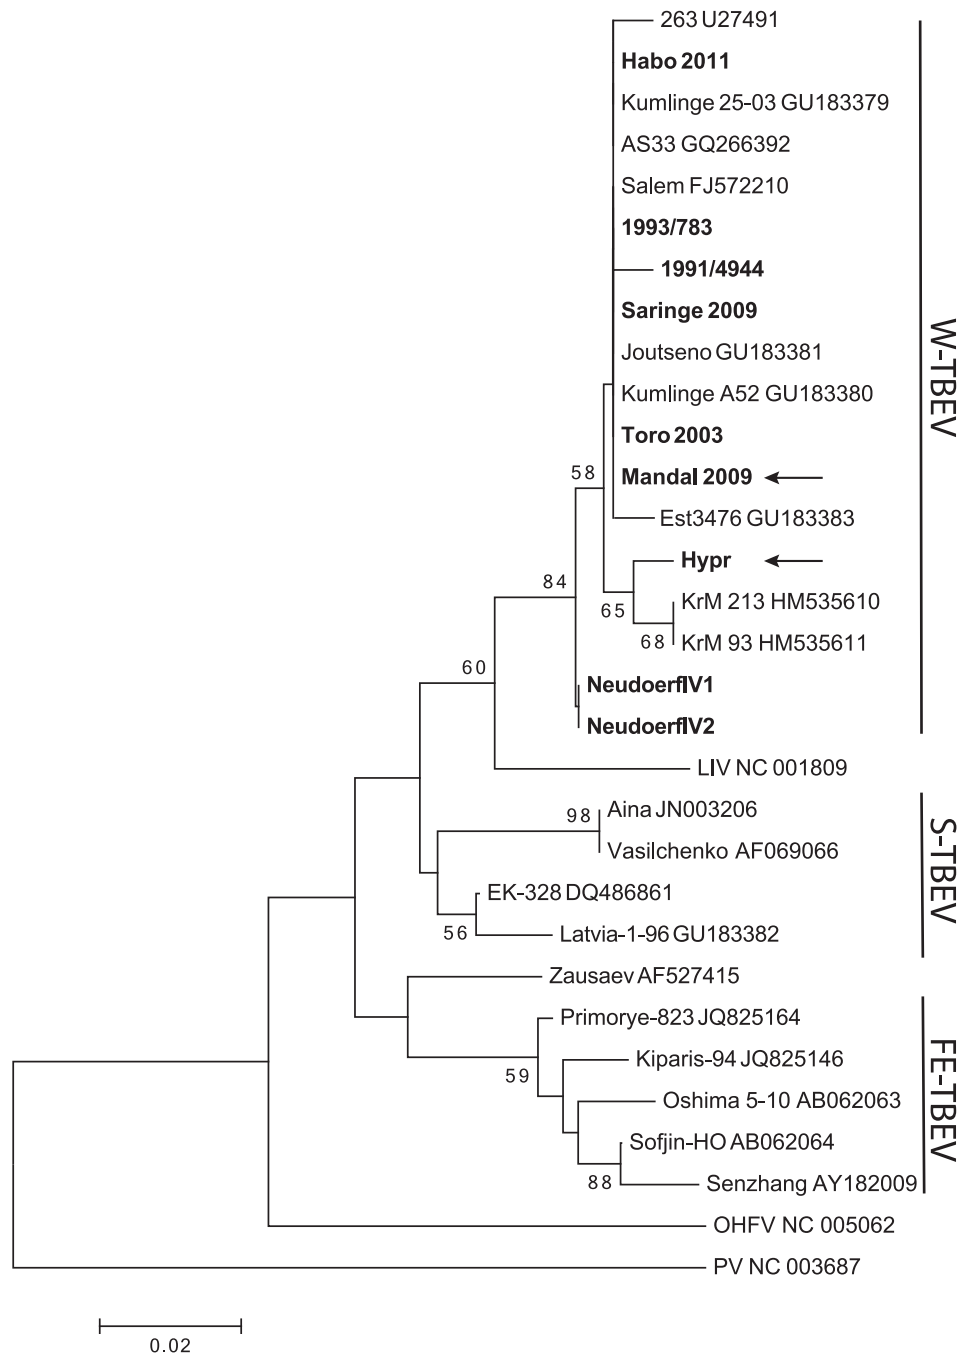 263 U27491
Habo 2011
Kumlinge 25-03 GU183379
AS33 GQ266392
Salem FJ572210
1993/783
1991/4944
Saringe 2009
Joutseno GU183381
Kumlinge A52 GU183380
Toro 2003
Mandal 2009
58
Est3476 GU183383
Hypr
84
KrM 213 HM535610
65
KrM 93 HM535611
68
60
NeudoerflV1
NeudoerflV2
LIV NC 001809
W-TBEV
Aina JN003206
98
Vasilchenko AF069066
EK-328 DQ486861
56
Latvia-1-96 GU183382
S-TBEV
Zausaev AF527415
Primorye-823 JQ825164
Kiparis-94 JQ825146
59
Oshima 5-10 AB062063
Sofjin-HO AB062064
88
Senzhang AY182009
FE-TBEV
OHFV NC 005062
PV NC 003687
0.02